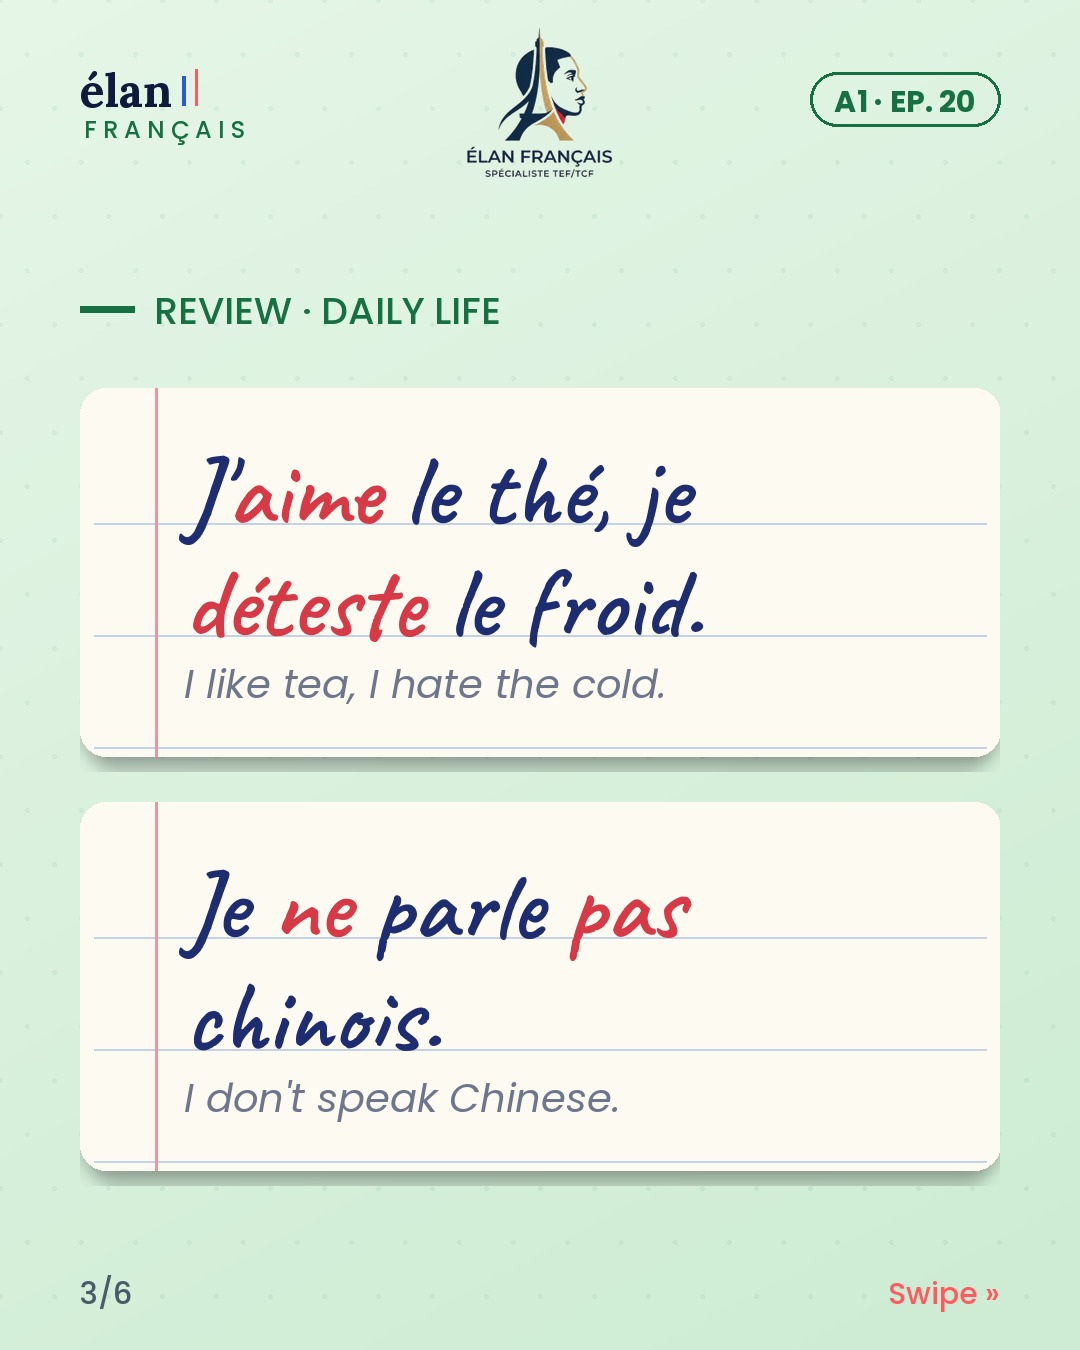 élan
FRANÇAIS
ÉLAN FRANÇAIS
SPÉCIALISTE TEF/TCF
A1 · EP. 20
REVIEW · DAILY LIFE
J'aime le thé, je
déteste le froid.
I like tea, I hate the cold.
Je ne parle pas
chinois.
I don't speak Chinese.
3/6
Swipe »